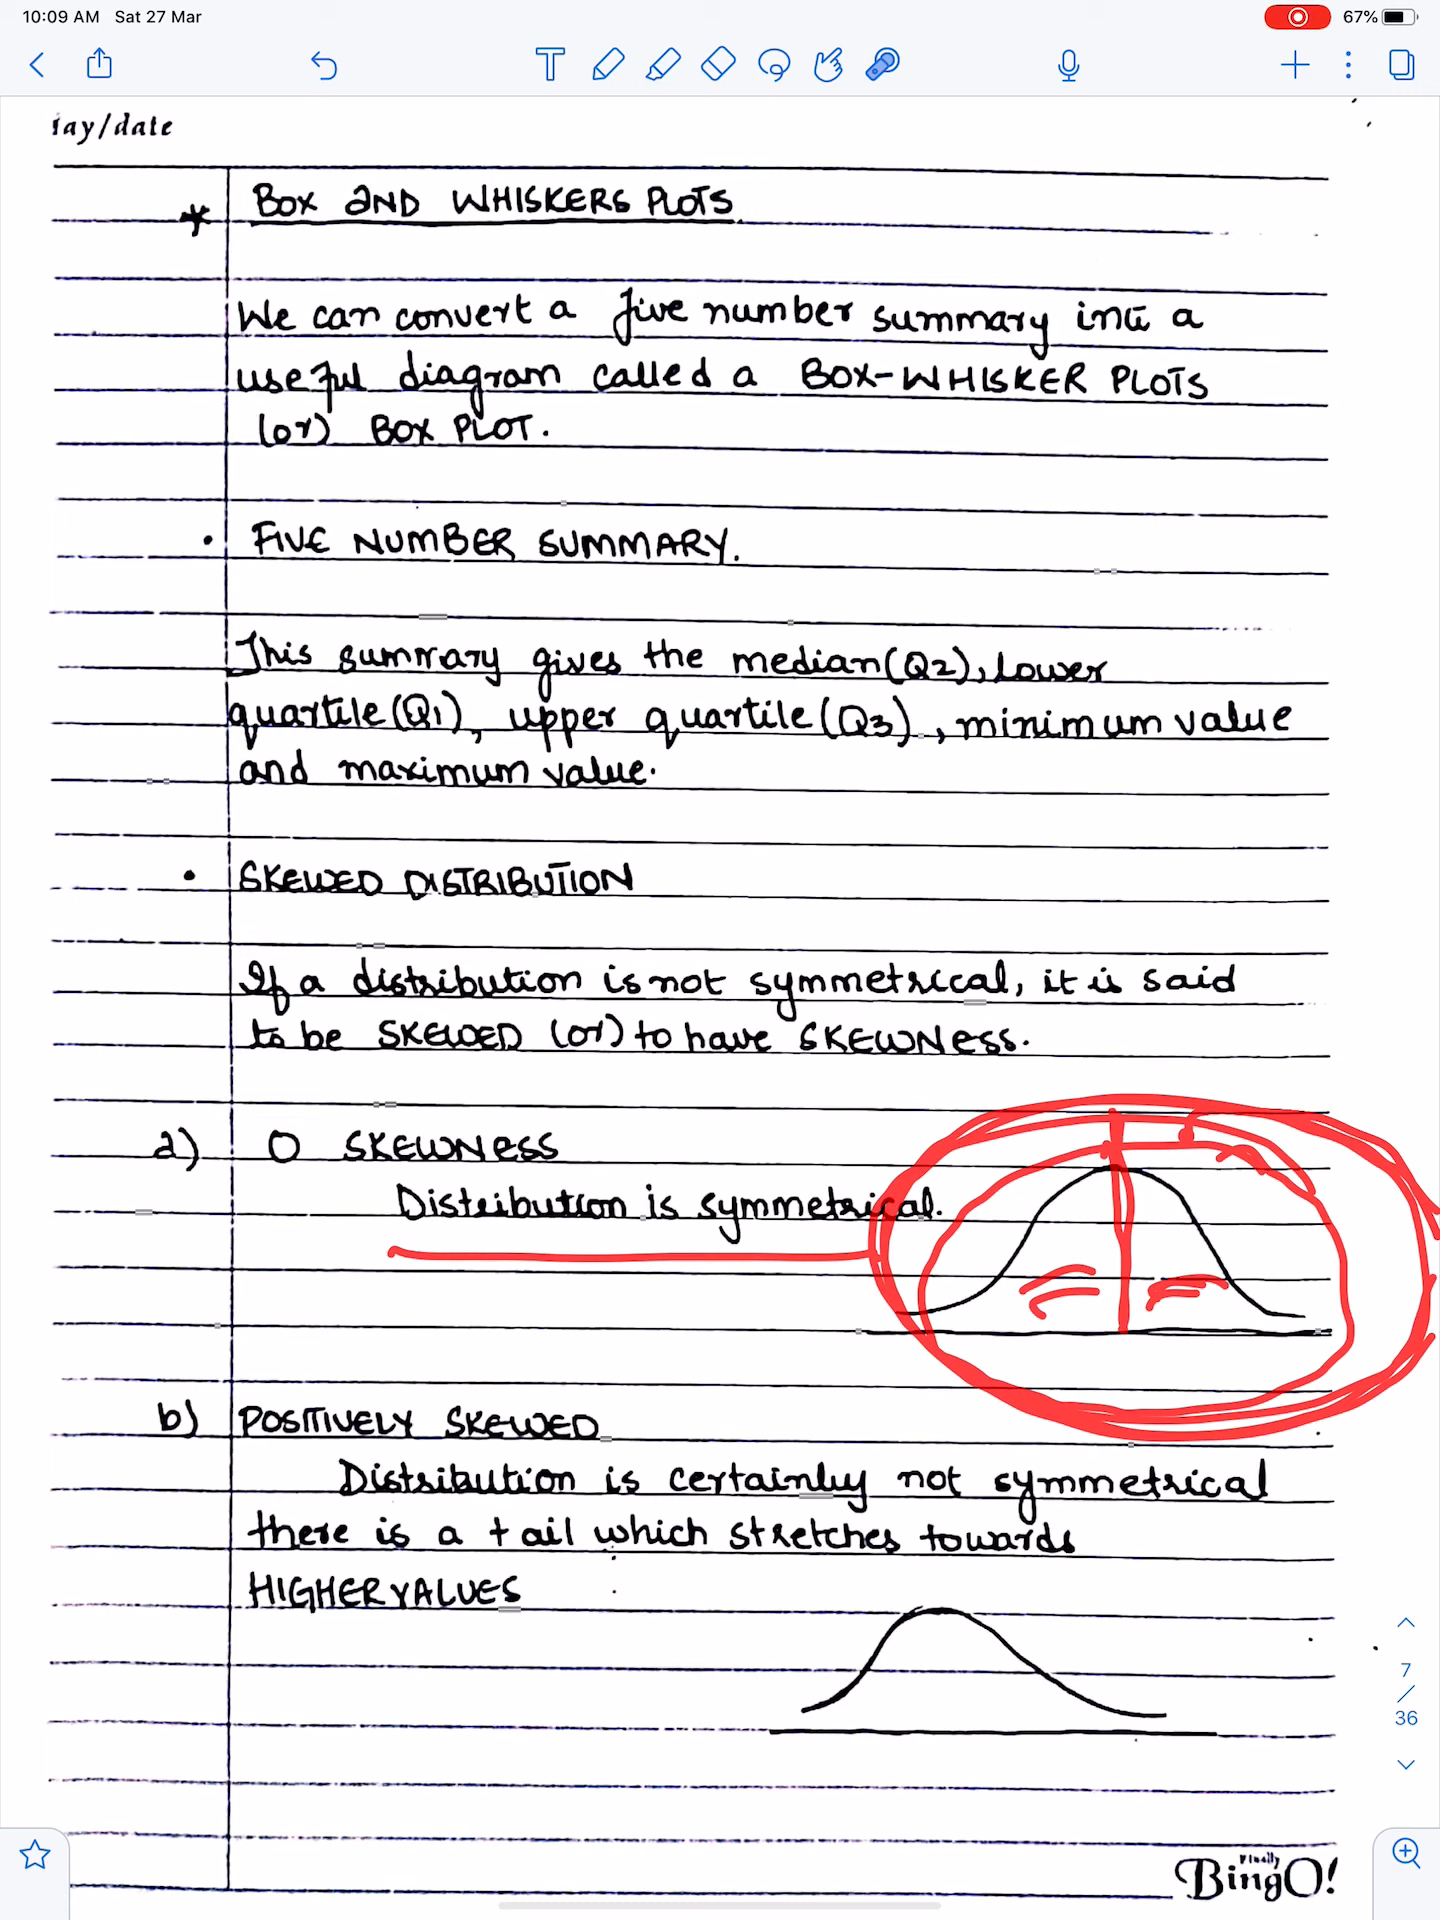 10:09 AM Sat 27 Mar
67%
day/date
* BOX AND WHISKERS PLOTS
We can convert a five number summary into a
useful diagram called a BOX-WHISKER PLOTS
(or) BOX PLOT.
• FIVE NUMBER SUMMARY.
This summary gives the median (Q2), Lower
quartile (Q1), upper quartile (Q3), minimum value
and maximum value.
• SKEWED DISTRIBUTION
If a distribution is not symmetrical, it is said
to be SKEWED (or) to have SKEWNESS.
a) 0 SKEWNESS
Distribution is symmetrical.
b) POSITIVELY SKEWED
Distribution is certainly not symmetrical
there is a tail which stretches towards
HIGHER VALUES
7
/
36
Finally
BingO!